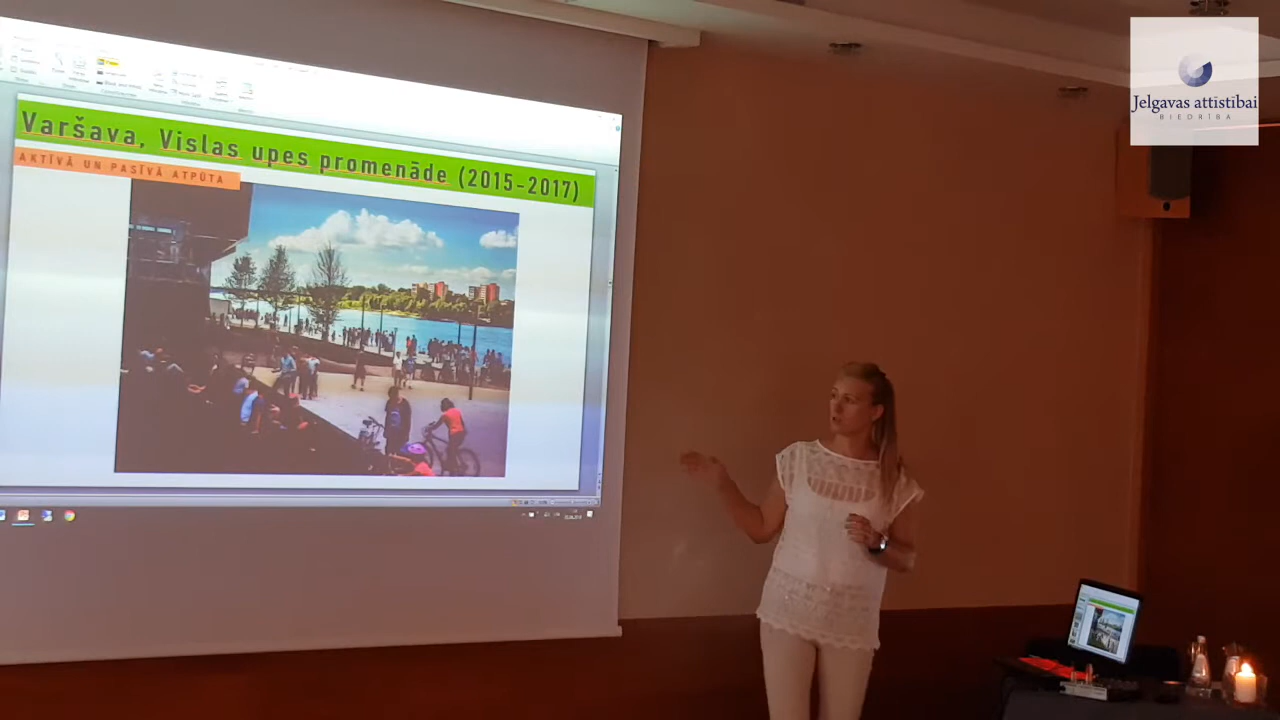 Varšava, Vislas upes promenāde (2015-2017)
AKTĪVĀ UN PASĪVĀ ATPŪTA
Jelgavas attīstībai
BIEDRĪBA